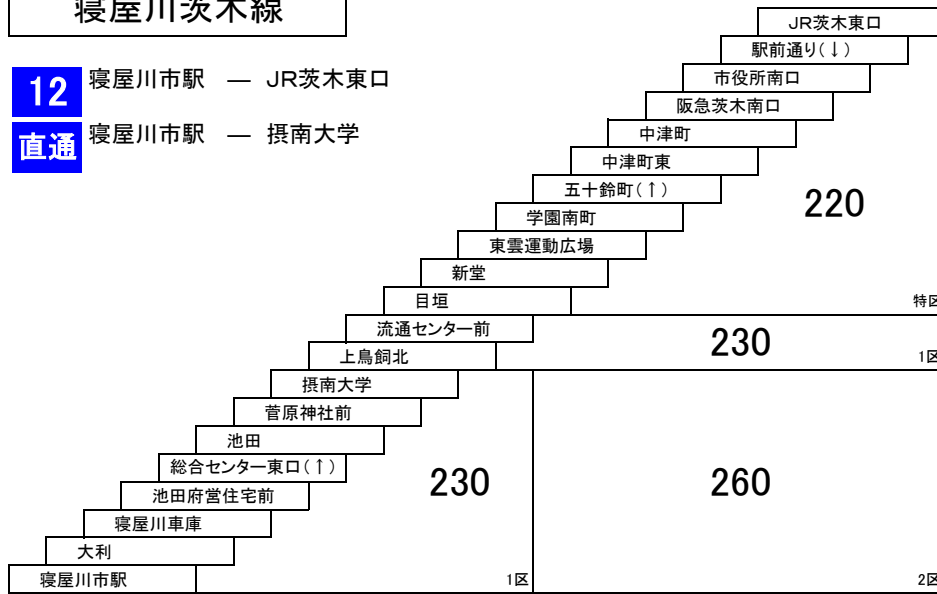 寝屋川茨木線
12 寝屋川市駅 ― JR茨木東口
直通 寝屋川市駅 ― 摂南大学
JR茨木東口
駅前通り(↓)
市役所南口
阪急茨木南口
中津町
中津町東
五十鈴町(↑)
220
学園南町
東雲運動広場
新堂
目垣
特区
流通センター前
230
上鳥飼北
1区
摂南大学
菅原神社前
池田
総合センター東口(↑)
230
260
池田府営住宅前
寝屋川車庫
大利
寝屋川市駅
1区
2区